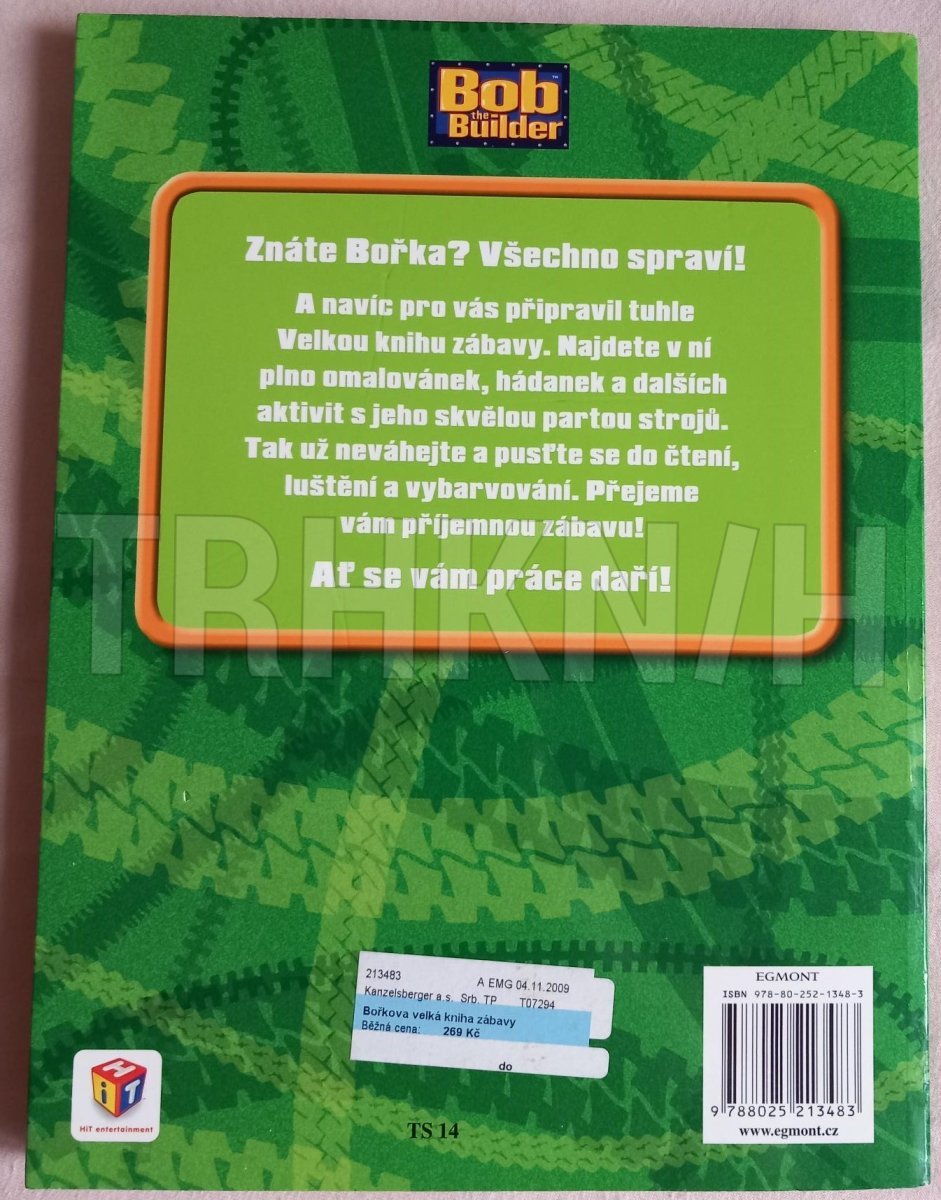 Bob
the
Builder
™
Znáte Bořka? Všechno spraví!
A navíc pro vás připravil tuhle
Velkou knihu zábavy. Najdete v ní
plno omalovánek, hádanek a dalších
aktivit s jeho skvělou partou strojů.
Tak už neváhejte a pusťte se do čtení,
luštění a vybarvování. Přejeme
vám příjemnou zábavu!
Ať se vám práce daří!
TRHKN/H
213483 A EMG 04.11.2009
Kanzelsberger a.s. Srb. TP T07294
Bořkova velká kniha zábavy
Běžná cena: 269 Kč
do
EGMONT
ISBN 978-80-252-1348-3
9 788025 213483
www.egmont.cz
HiT
HiT entertainment
TS 14